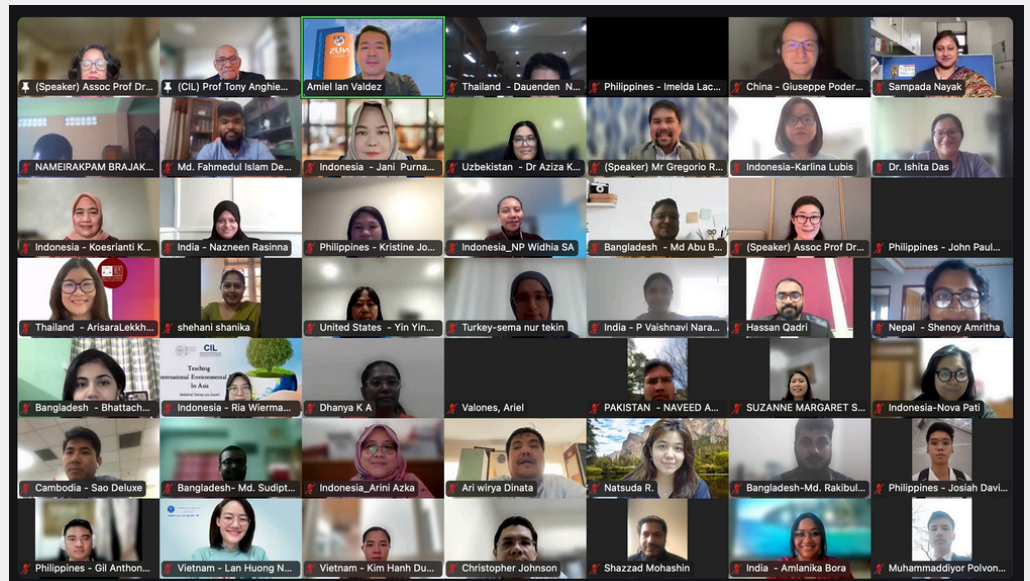 (Speaker) Assoc Prof Dr...
(CIL) Prof Tony Anghie...
NUS
Amiel Ian Valdez
Thailand - Dauenden N...
Philippines - Imelda Lac...
China - Giuseppe Poder...
Sampada Nayak
NAMEIRAKPAM BRAJAK...
Md. Fahmedul Islam De...
Indonesia - Jani Purna...
Uzbekistan - Dr Aziza K...
(Speaker) Mr Gregorio R...
Indonesia-Karlina Lubis
Dr. Ishita Das
Indonesia - Koesrianti K...
India - Nazneen Rasinna
Philippines - Kristine Jo...
Indonesia_NP Widhia SA
Bangladesh - Md Abu B...
(Speaker) Assoc Prof Dr...
Philippines - John Paul...
Thailand - ArisaraLekkh...
shehani shanika
United States - Yin Yin...
Turkey-sema nur tekin
India - P Vaishnavi Nara...
Hassan Qadri
Nepal - Shenoy Amritha
Bangladesh - Bhattach...
CIL
Teaching
International Environmental
In Asia
Indonesia - Ria Wierma...
Dhanya K A
Valones, Ariel
PAKISTAN - NAVEED A...
SUZANNE MARGARET S...
Indonesia-Nova Pati
Cambodia - Sao Deluxe
Bangladesh- Md. Sudipt...
Indonesia_Arini Azka
Ari wirya Dinata
Natsuda R.
Bangladesh-Md. Rakibul...
Philippines - Josiah Davi...
Philippines - Gil Anthon...
Vietnam - Lan Huong N...
Vietnam - Kim Hanh Du...
Christopher Johnson
Shazzad Mohashin
India - Amlanika Bora
Muhammaddiyor Polvon...